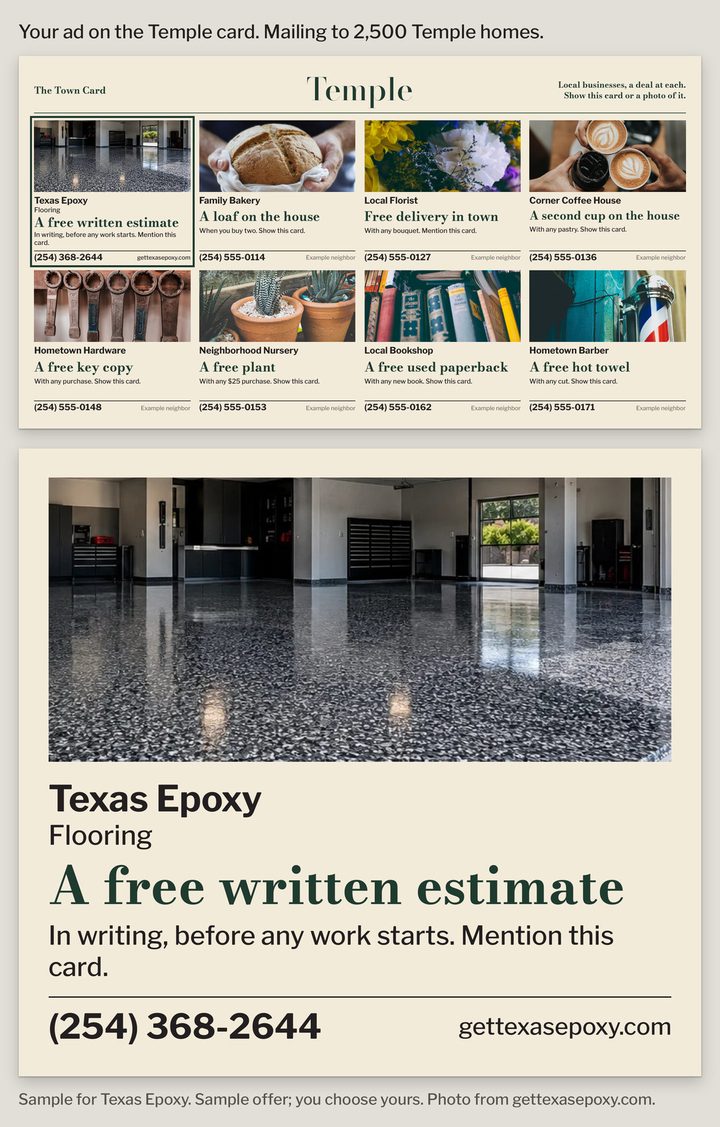 Your ad on the Temple card. Mailing to 2,500 Temple homes.
The Town Card
Temple
Local businesses, a deal at each.
Show this card or a photo of it.
Texas Epoxy
Flooring
A free written estimate
In writing, before any work starts. Mention this
card.
(254) 368-2644 gettexasepoxy.com
Family Bakery
A loaf on the house
When you buy two. Show this card.
(254) 555-0114 Example neighbor
Local Florist
Free delivery in town
With any bouquet. Mention this card.
(254) 555-0127 Example neighbor
Corner Coffee House
A second cup on the house
With any pastry. Show this card.
(254) 555-0136 Example neighbor
Hometown Hardware
A free key copy
With any purchase. Show this card.
(254) 555-0148 Example neighbor
Neighborhood Nursery
A free plant
With any $25 purchase. Show this card.
(254) 555-0153 Example neighbor
Local Bookshop
A free used paperback
With any new book. Show this card.
(254) 555-0162 Example neighbor
Hometown Barber
A free hot towel
With any cut. Show this card.
(254) 555-0171 Example neighbor
Texas Epoxy
Flooring
A free written estimate
In writing, before any work starts. Mention this
card.
(254) 368-2644 gettexasepoxy.com
Sample for Texas Epoxy. Sample offer; you choose yours. Photo from gettexasepoxy.com.